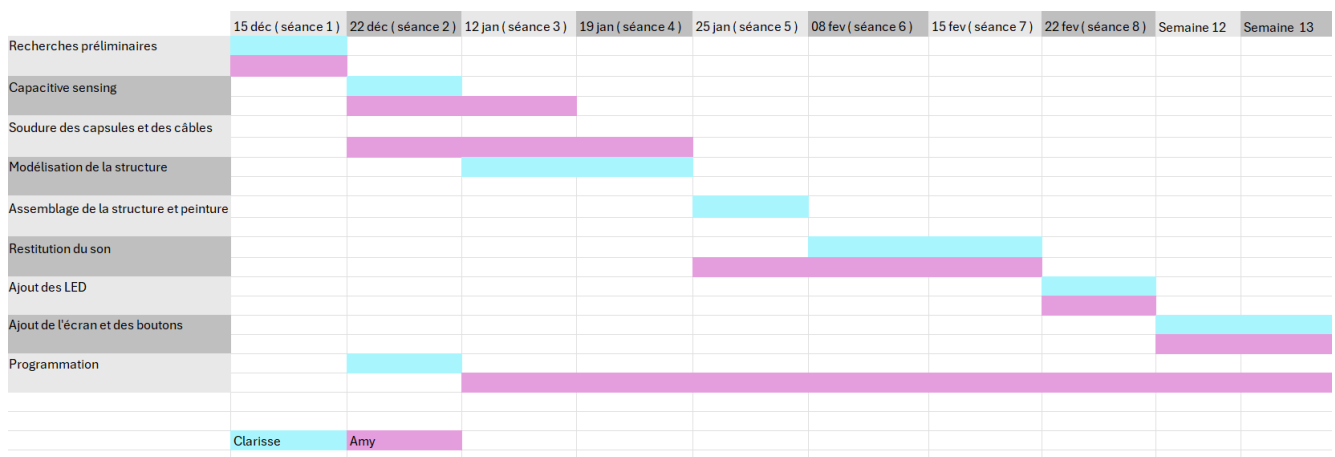 15 déc ( séance 1 ) 22 déc ( séance 2 ) 12 jan ( séance 3 ) 19 jan ( séance 4 ) 25 jan ( séance 5 ) 08 fev ( séance 6 ) 15 fev ( séance 7 ) 22 fev ( séance 8 ) Semaine 12 Semaine 13
Recherches préliminaires
Capacitive sensing
Soudure des capsules et des câbles
Modélisation de la structure
Assemblage de la structure et peinture
Restitution du son
Ajout des LED
Ajout de l'écran et des boutons
Programmation
Clarisse Amy